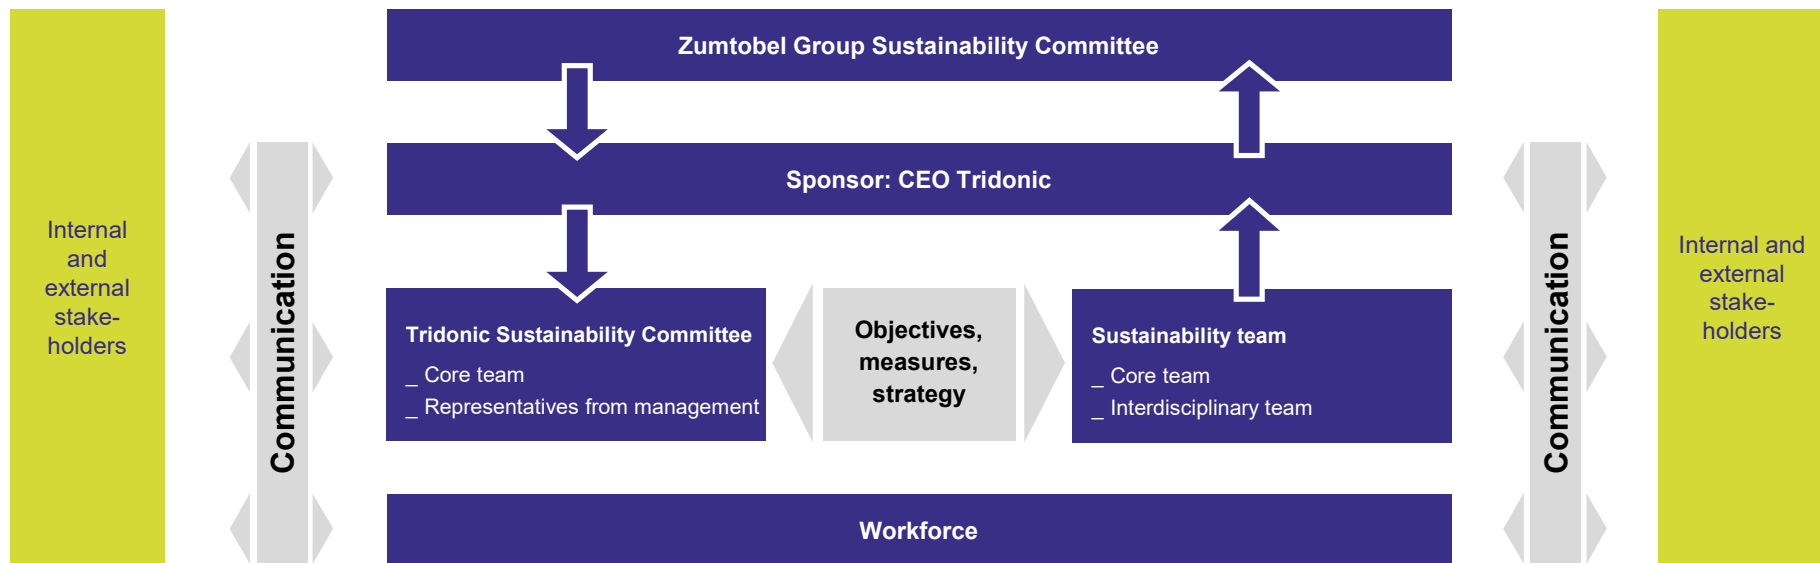 Zumtobel Group Sustainability Committee
Sponsor: CEO Tridonic
Internal
and
external
stake-
holders
Communication
Tridonic Sustainability Committee
_ Core team
_ Representatives from management
Objectives,
measures,
strategy
Sustainability team
_ Core team
_ Interdisciplinary team
Communication
Internal and
external
stake-
holders
Workforce